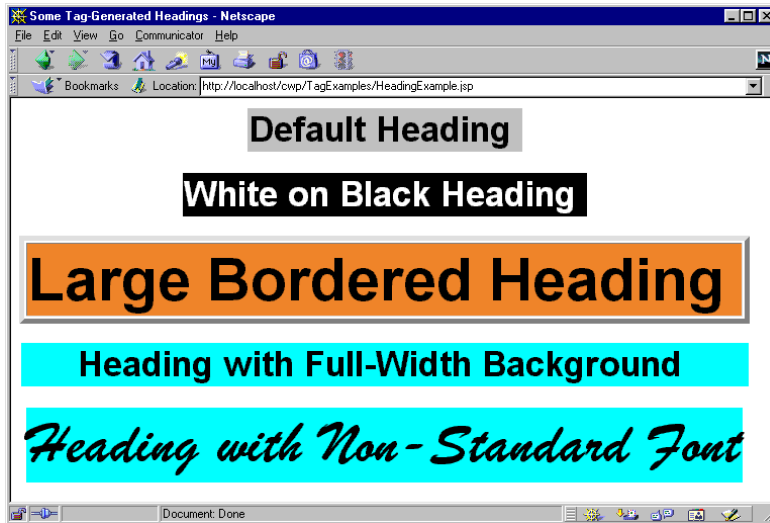 Some Tag-Generated Headings - Netscape
File Edit View Go Communicator Help
My
N
Bookmarks Location: http://localhost/cwp/TagExamples/HeadingExample.jsp
Default Heading
White on Black Heading
Large Bordered Heading
Heading with Full-Width Background
Heading with Non-Standard Font
Document: Done